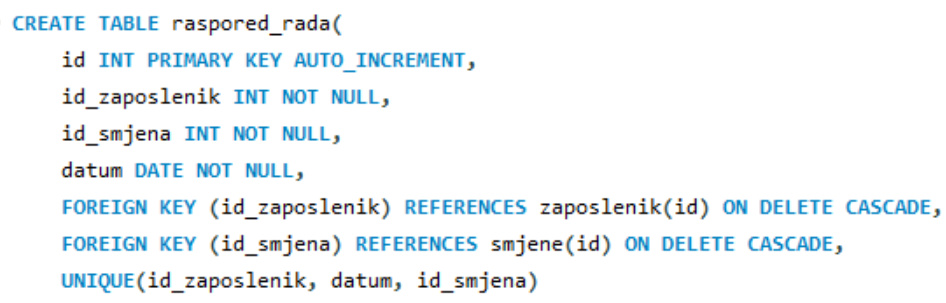 CREATE TABLE raspored_rada(
id INT PRIMARY KEY AUTO_INCREMENT,
id_zaposlenik INT NOT NULL,
id_smjena INT NOT NULL,
datum DATE NOT NULL,
FOREIGN KEY (id_zaposlenik) REFERENCES zaposlenik(id) ON DELETE CASCADE,
FOREIGN KEY (id_smjena) REFERENCES smjene(id) ON DELETE CASCADE,
UNIQUE(id_zaposlenik, datum, id_smjena)